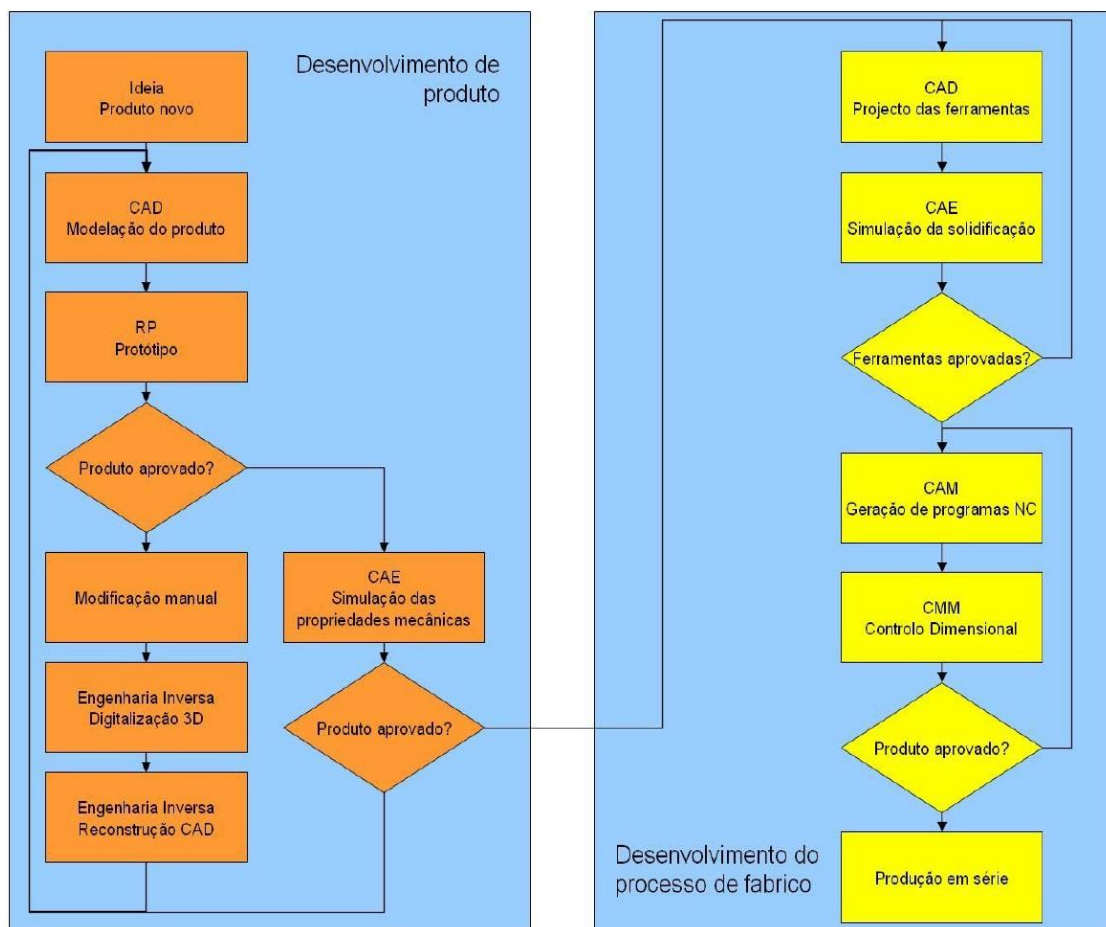 Desenvolvimento de
produto
Ideia
Produto novo
CAD
Modelação do produto
RP
Protótipo
Produto aprovado?
Modificação manual
Engenharia Inversa
Digitalização 3D
Engenharia Inversa
Reconstrução CAD
CAE
Simulação das
propriedades mecânicas
Produto aprovado?
CAD
Projecto das ferramentas
CAE
Simulação da solidificação
Ferramentas aprovadas?
CAM
Geração de programas NC
CMM
Controlo Dimensional
Produto aprovado?
Produção em série
Desenvolvimento do
processo de fabrico